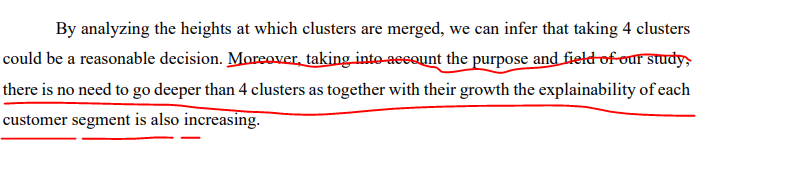 By analyzing the heights at which clusters are merged, we can infer that taking 4 clusters
could be a reasonable decision. Moreover, taking into account the purpose and field of our study,
there is no need to go deeper than 4 clusters as together with their growth the explainability of each
customer segment is also increasing.